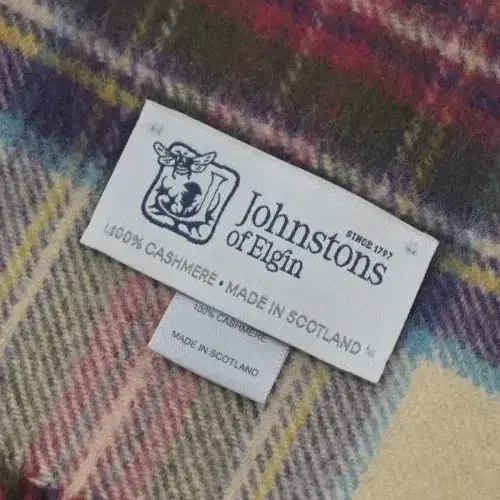 Johnstons
of Elgin
SINCE 1797
100% CASHMERE • MADE IN SCOTLAND
100% CASHMERE
MADE IN SCOTLAND